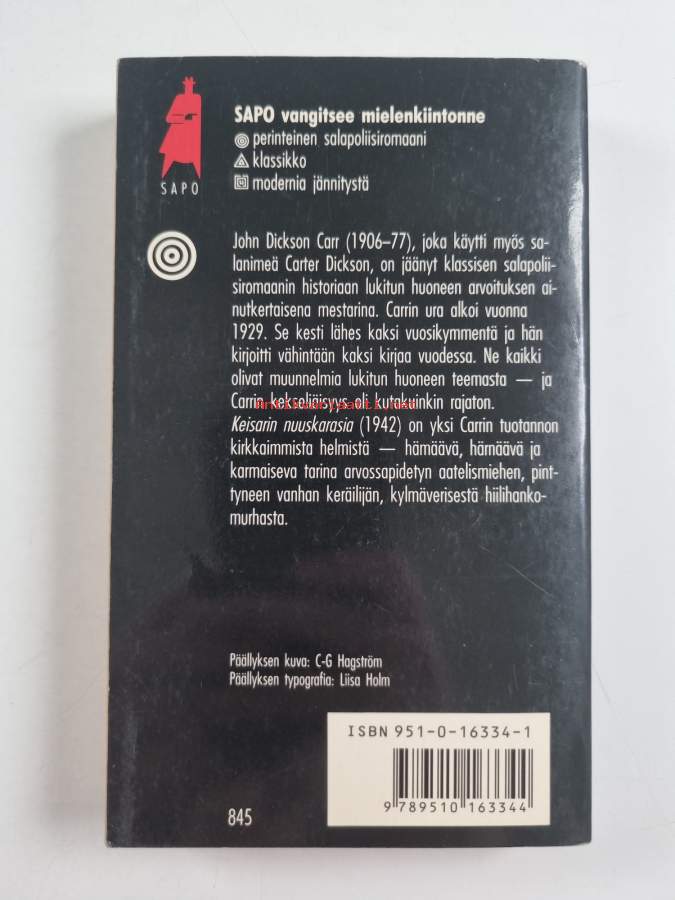 SAPO vangitsee mielenkiintonne
perinteinen salapoliisiromaani
klassikko
modernia jännitystä
SAPO
John Dickson Carr (1906–77), joka käytti myös sa-
lanimeä Carter Dickson, on jäänyt klassisen salapolii-
siromaanin historiaan lukitun huoneen arvoituksen ai-
nutkertaisena mestarina. Carrin ura alkoi vuonna
1929. Se kesti lähes kaksi vuosikymmentä ja hän
kirjoitti vähintään kaksi kirjaa vuodessa. Ne kaikki
olivat muunnelmia lukitun huoneen teemasta — ja
Carrin kekseliäisyys oli kutakuinkin rajaton.
Keisarin nuuskarasia (1942) on yksi Carrin tuotannon
kirkkaimmista helmistä — hämäävä, hämäävä ja
karmaiseva tarina arvossapidetyn aatelismiehen, pint-
tyneen vanhan keräilijän, kylmäverisestä hiilihanko-
murhasta.
Päällyksen kuva: C-G Hagström
Päällyksen typografia: Liisa Holm
ISBN 951-0-16334-1
9 789510 163344
845